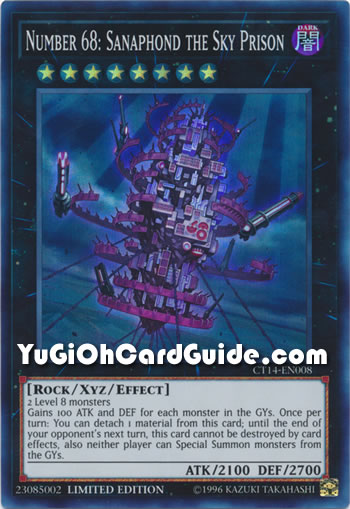 NUMBER 68: SANAPHOND THE SKY PRISON
DARK
闇
68
YuGiOhCardGuide.com
CT14-EN008
[ROCK/XYZ/EFFECT]
2 Level 8 monsters
Gains 100 ATK and DEF for each monster in the GYs. Once per
turn: You can detach 1 material from this card; until the end
of your opponent's next turn, this card cannot be destroyed by card
effects, also neither player can Special Summon monsters from
the GYs.
ATK/2100 DEF/2700
23085002 LIMITED EDITION ©1996 KAZUKI TAKAHASHI